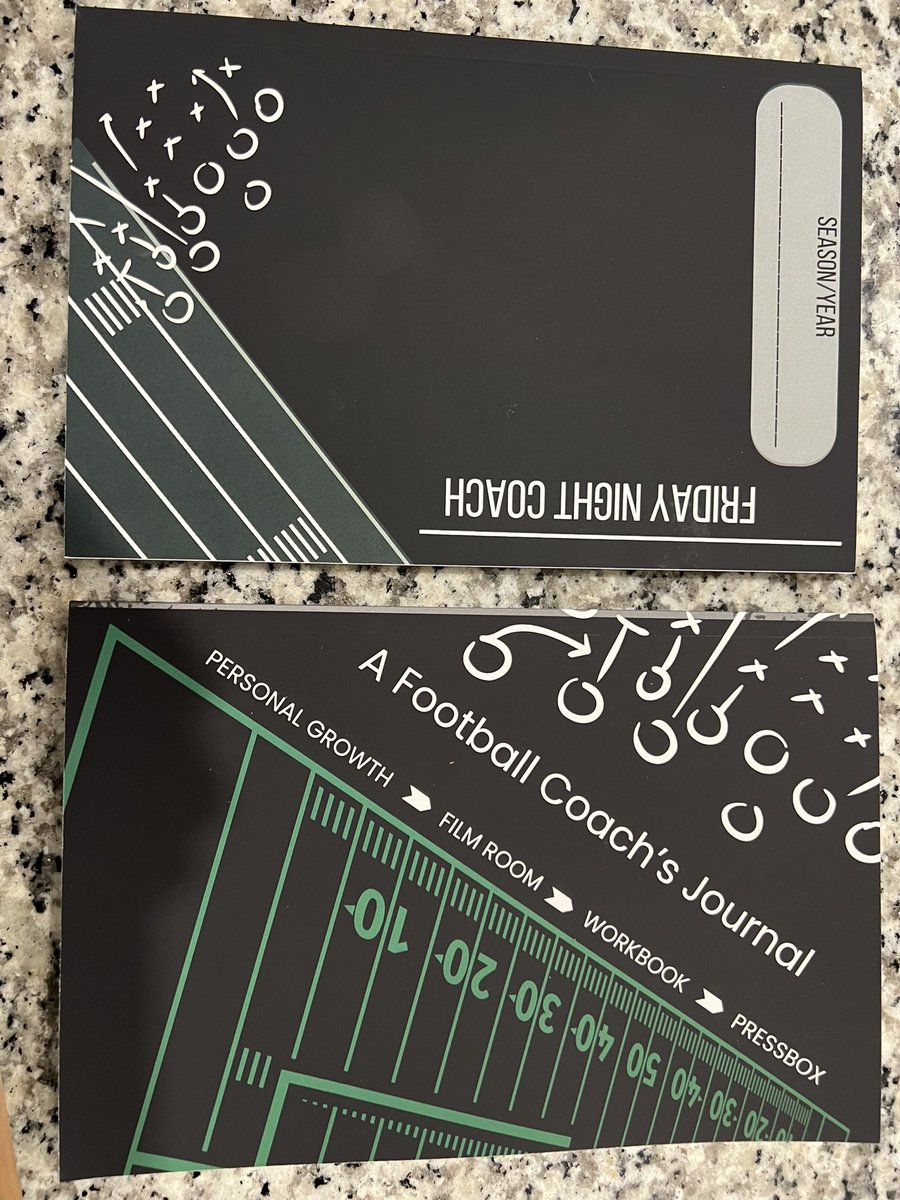 SEASON/YEAR
FRIDAY NIGHT COACH
A Football Coach's Journal
PERSONAL GROWTH
FILM ROOM
WORKBOOK
PRESSBOX
10
20
30
40
50
40
30
20